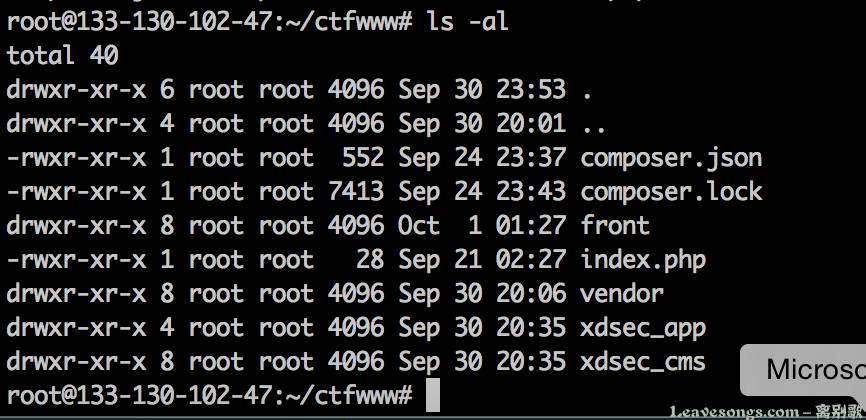 root@133-130-102-47:~/ctfwww# ls -al
total 40
drwxr-xr-x 6 root root 4096 Sep 30 23:53 .
drwxr-xr-x 4 root root 4096 Sep 30 20:01 ..
-rwxr-xr-x 1 root root  552 Sep 24 23:37 composer.json
-rwxr-xr-x 1 root root 7413 Sep 24 23:43 composer.lock
drwxr-xr-x 8 root root 4096 Oct  1 01:27 front
-rwxr-xr-x 1 root root   28 Sep 21 02:27 index.php
drwxr-xr-x 8 root root 4096 Sep 30 20:06 vendor
drwxr-xr-x 4 root root 4096 Sep 30 20:35 xdsec_app
drwxr-xr-x 8 root root 4096 Sep 30 20:35 xdsec_cms
root@133-130-102-47:~/ctfwww#
Microso
Leavesongs.com – 离别歌